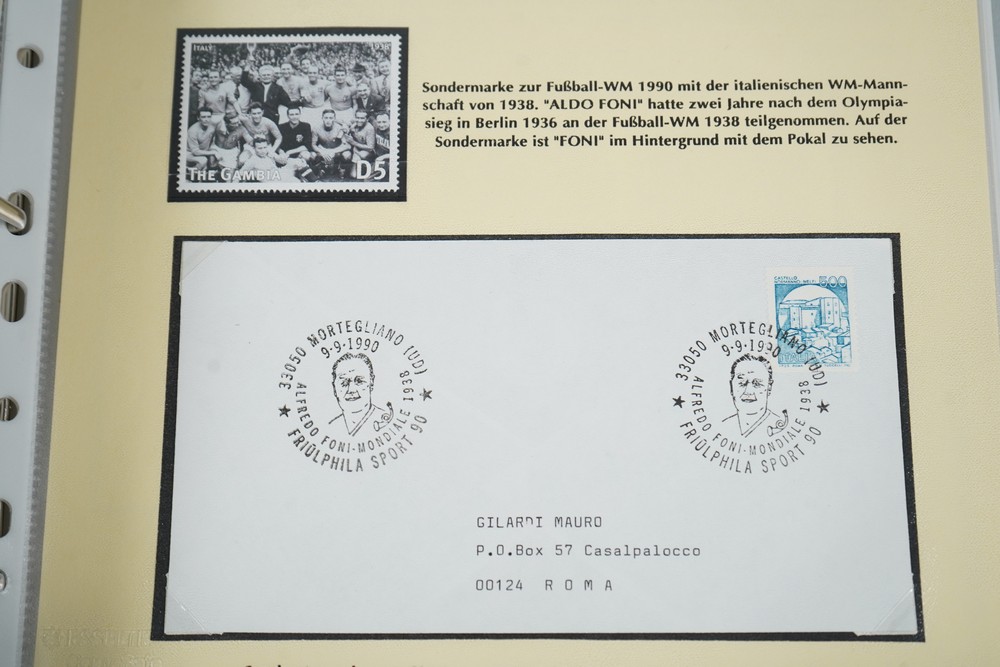 ITALY 1938
THE GAMBIA D5
Sondermarke zur Fußball-WM 1990 mit der italienischen WM-Mann-
schaft von 1938. "ALDO FONI" hatte zwei Jahre nach dem Olympia-
sieg in Berlin 1936 an der Fußball-WM 1938 teilgenommen. Auf der
Sondermarke ist "FONI" im Hintergrund mit dem Pokal zu sehen.
CASTELLO
500
33050 MORTEGLIANO (UD)
9-9-1990
ALFREDO FONI-MONDIALE 1938
FRIÛLPHILA SPORT 90
33050 MORTEGLIANO (UD)
9-9-1990
ALFREDO FONI-MONDIALE 1938
FRIÛLPHILA SPORT 90
GILARDI MAURO
P.O.Box 57 Casalpalocco
00124 R O M A